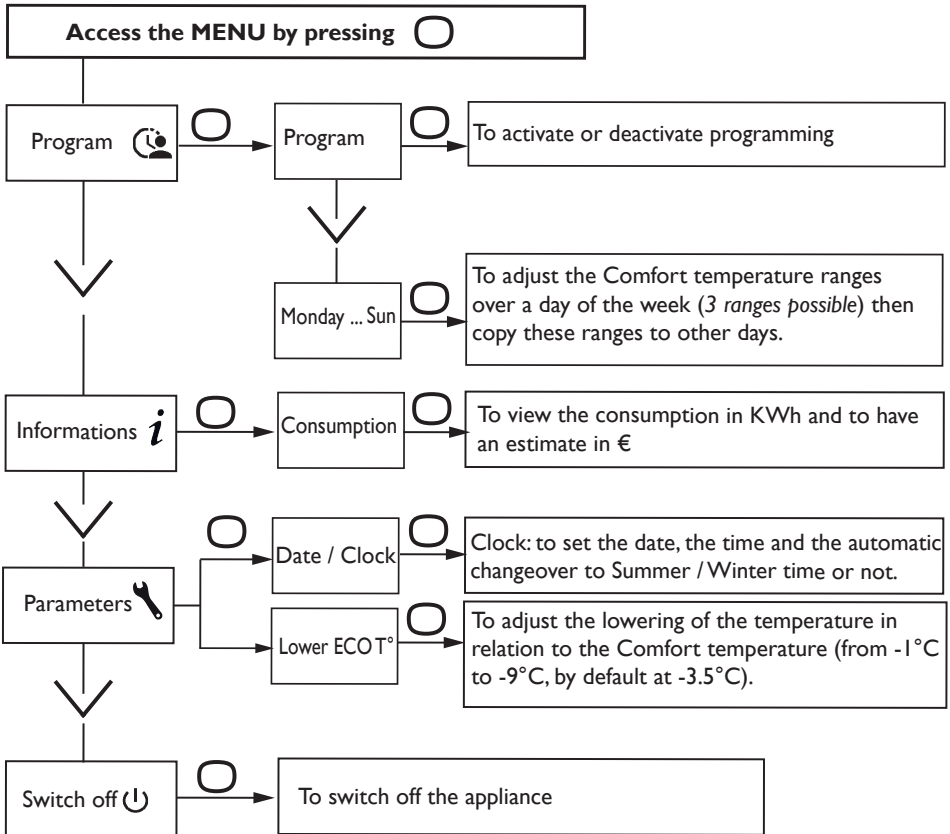 Access the MENU by pressing
Program
Program
To activate or deactivate programming
Monday ... Sun
To adjust the Comfort temperature ranges
over a day of the week (3 ranges possible) then
copy these ranges to other days.
Informations i
Consumption
To view the consumption in KWh and to have
an estimate in €
Parameters
Date / Clock
Clock: to set the date, the time and the automatic
changeover to Summer / Winter time or not.
Lower ECO T°
To adjust the lowering of the temperature in
relation to the Comfort temperature (from -1°C
to -9°C, by default at -3.5°C).
Switch off
To switch off the appliance